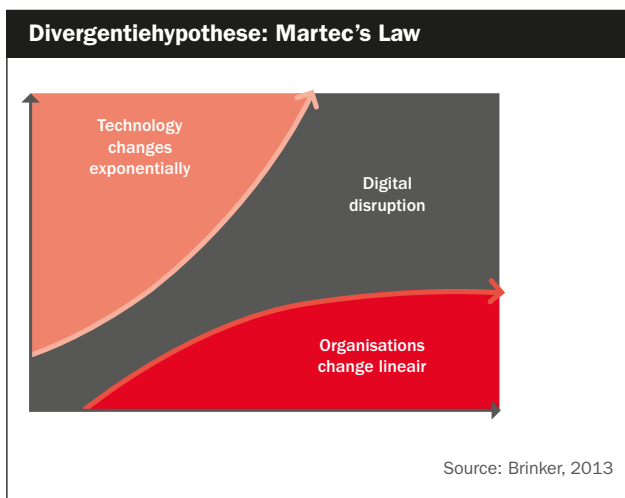 Divergentiehypothese: Martec’s Law
Technology
changes
exponentially
Digital
disruption
Organisations
change lineair
Source: Brinker, 2013